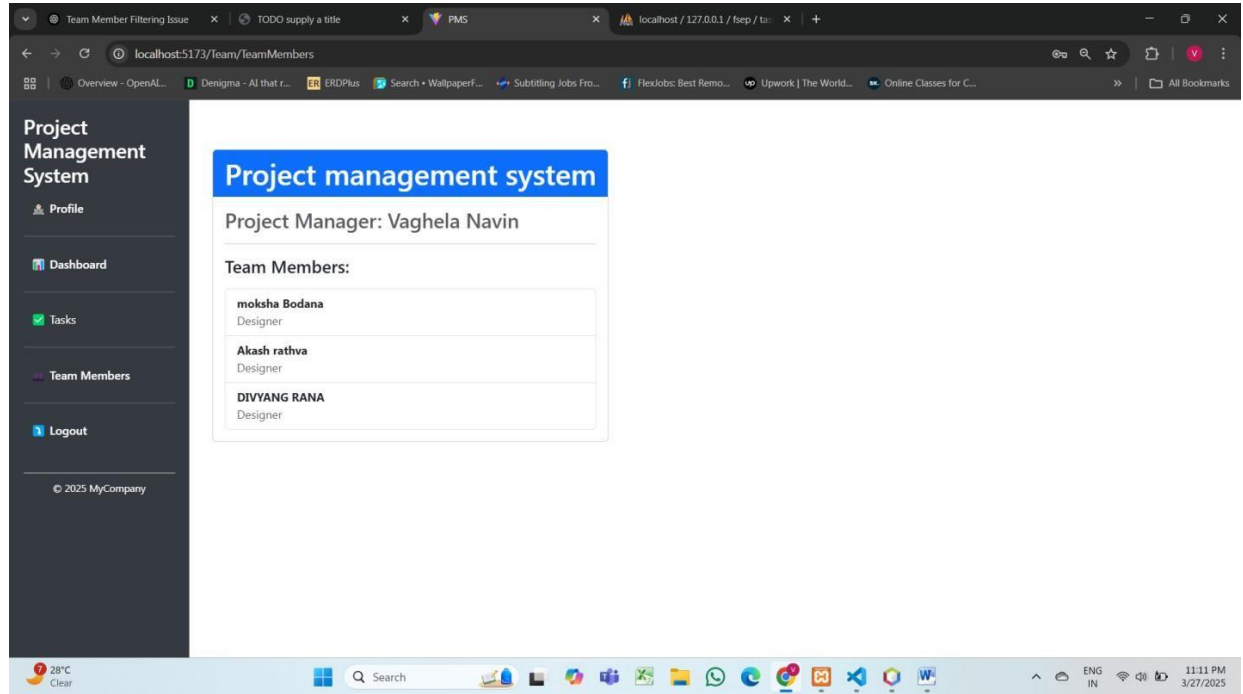 Team Member Filtering Issue
TODO supply a title
PMS
localhost / 127.0.0.1 / fsep / tas
localhost:5173/Team/TeamMembers
V
Overview - OpenAI...
D Denigma - AI that r...
ER ERDPlus
Search • WallpaperF...
Subtitling Jobs Fro...
FlexJobs: Best Remo...
up Upwork | The World...
SK. Online Classes for C...
»
All Bookmarks
Project
Management
System
Profile
Dashboard
Tasks
Team Members
Logout
© 2025 MyCompany
Project management system
Project Manager: Vaghela Navin
Team Members:
moksha Bodana
Designer
Akash rathva
Designer
DIVYANG RANA
Designer
7
28°C
Clear
Search
ENG
IN
11:11 PM
3/27/2025